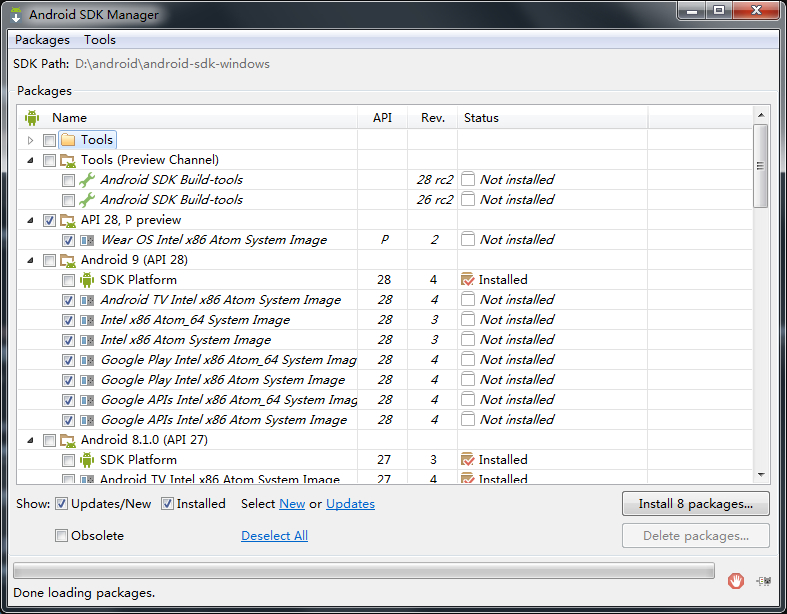 Android SDK Manager
Packages Tools
SDK Path: D:\android\android-sdk-windows
Packages
Name API Rev. Status
Tools
Tools (Preview Channel)
Android SDK Build-tools 28 rc2 Not installed
Android SDK Build-tools 26 rc2 Not installed
API 28, P preview
Wear OS Intel x86 Atom System Image P 2 Not installed
Android 9 (API 28)
SDK Platform 28 4 Installed
Android TV Intel x86 Atom System Image 28 4 Not installed
Intel x86 Atom_64 System Image 28 3 Not installed
Intel x86 Atom System Image 28 3 Not installed
Google Play Intel x86 Atom_64 System Imag 28 4 Not installed
Google Play Intel x86 Atom System Image 28 4 Not installed
Google APIs Intel x86 Atom_64 System Imag 28 4 Not installed
Google APIs Intel x86 Atom System Image 28 4 Not installed
Android 8.1.0 (API 27)
SDK Platform 27 3 Installed
Android TV Intel x86 Atom System Image 27 4 Installed
Show: Updates/New Installed Select New or Updates Install 8 packages...
Obsolete Deselect All Delete packages...
Done loading packages.